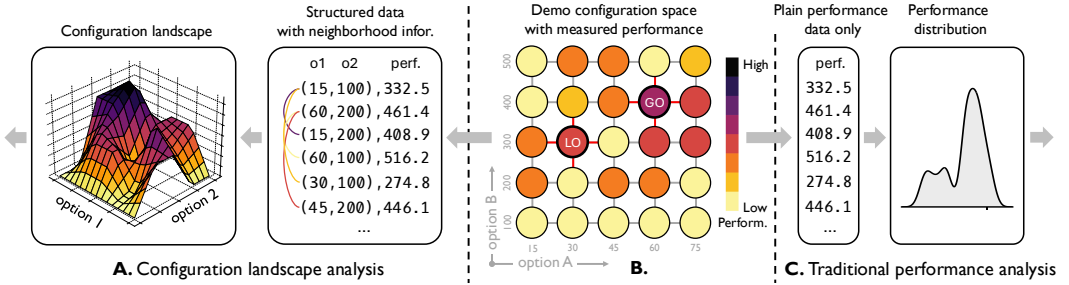 Configuration landscape
option 1
option 2
Structured data
with neighborhood infor.
o1 o2 perf.
(15,100),332.5
(60,200),461.4
(15,200),408.9
(60,100),516.2
(30,100),274.8
(45,200),446.1
...
A. Configuration landscape analysis
Demo configuration space
with measured performance
500
400
300
200
100
GO
LO
15 30 45 60 75
option B
option A
High
Low
Perform.
B.
Plain performance
data only
perf.
332.5
461.4
408.9
516.2
274.8
446.1
...
Performance
distribution
C. Traditional performance analysis